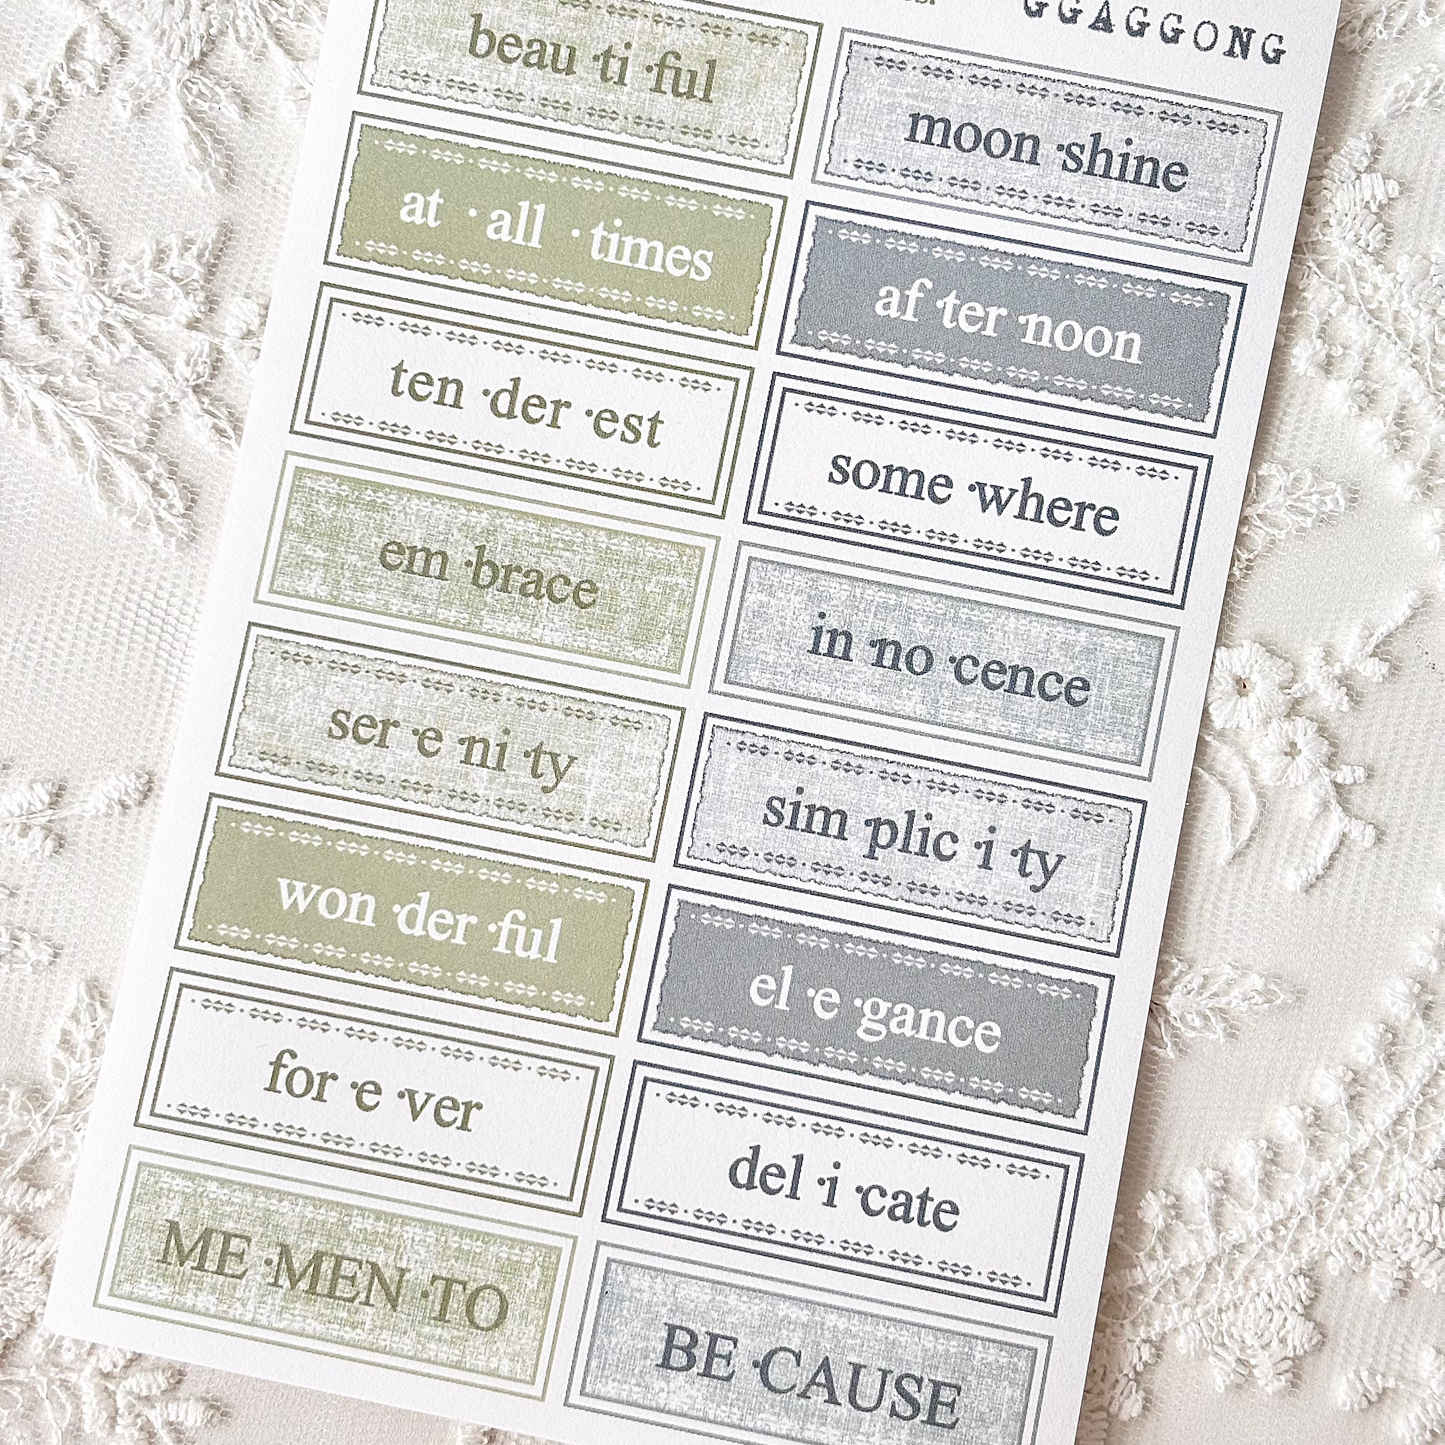 GGAGGONG
beau·ti·ful
at · all · times
ten·der·est
em·brace
ser·e·ni·ty
won·der·ful
for·e·ver
ME·MEN·TO
moon·shine
af·ter·noon
some·where
in·no·cence
sim·plic·i·ty
el·e·gance
del·i·cate
BE·CAUSE